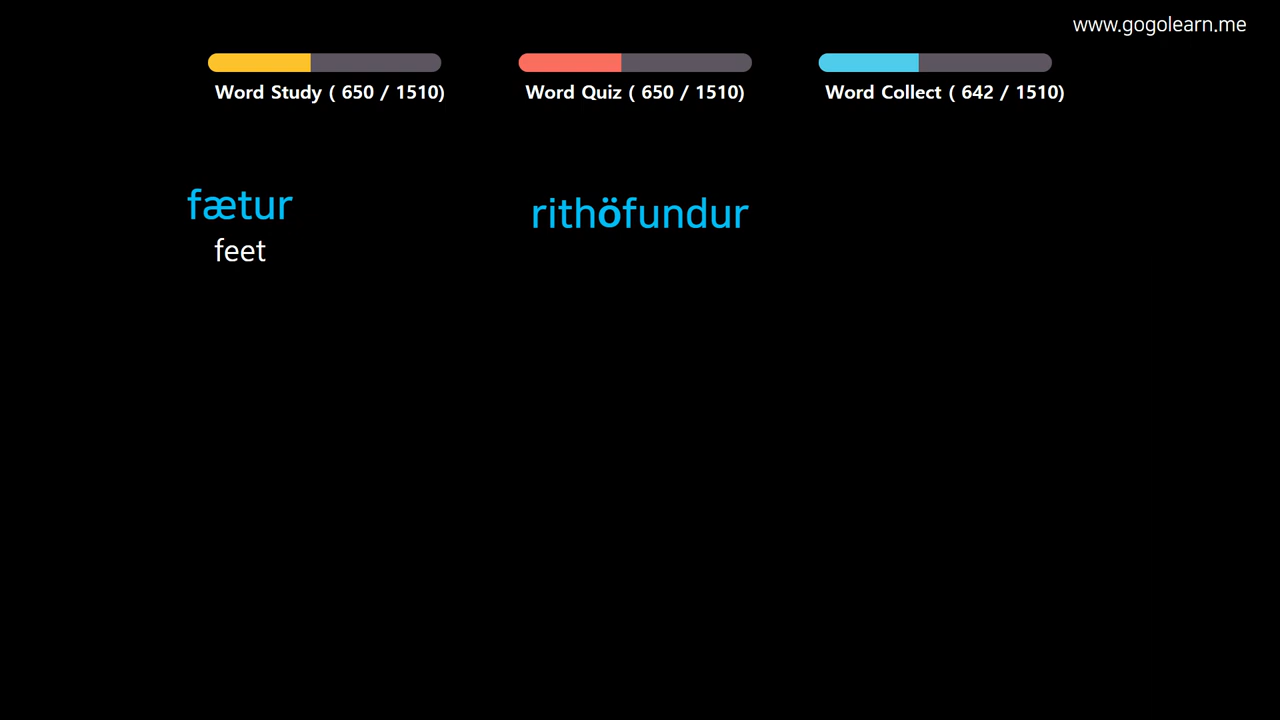 www.gogolearn.me
Word Study ( 650 / 1510)
Word Quiz ( 650 / 1510)
Word Collect ( 642 / 1510)
fætur
feet
rithöfundur